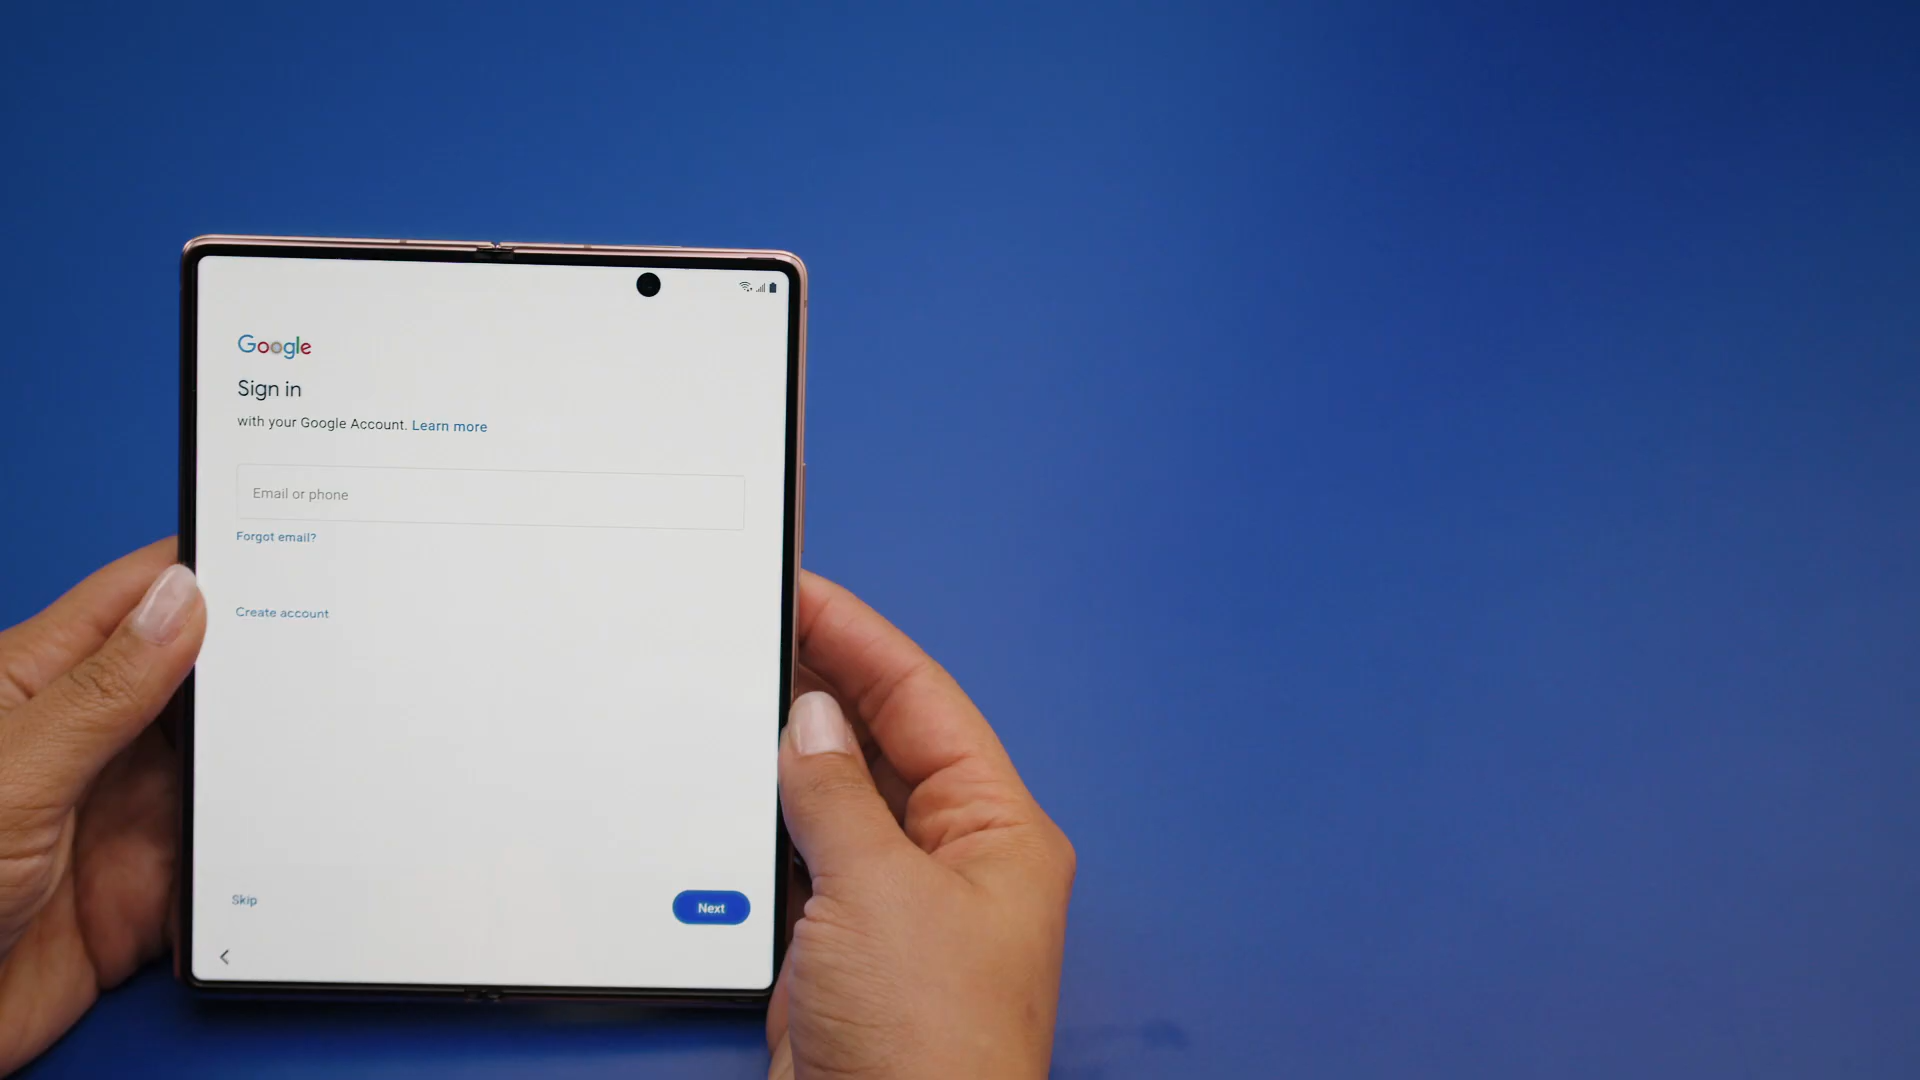 Google
Sign in
with your Google Account. Learn more
Email or phone
Forgot email?
Create account
Skip
Next